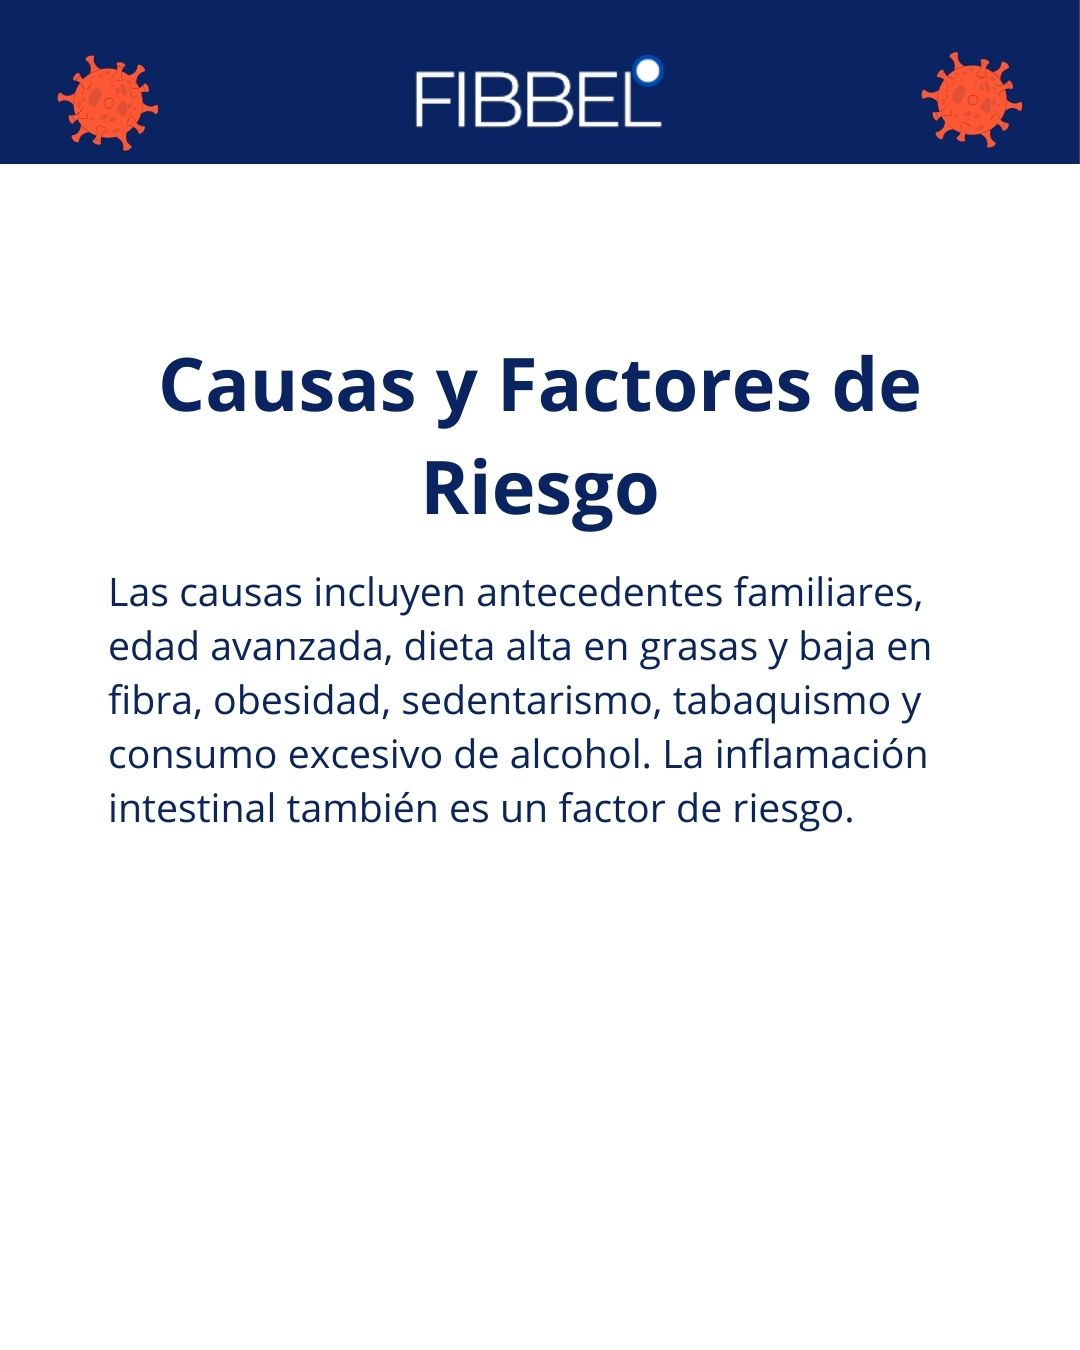 FIBBEL
Causas y Factores de
Riesgo
Las causas incluyen antecedentes familiares,
edad avanzada, dieta alta en grasas y baja en
fibra, obesidad, sedentarismo, tabaquismo y
consumo excesivo de alcohol. La inflamación
intestinal también es un factor de riesgo.